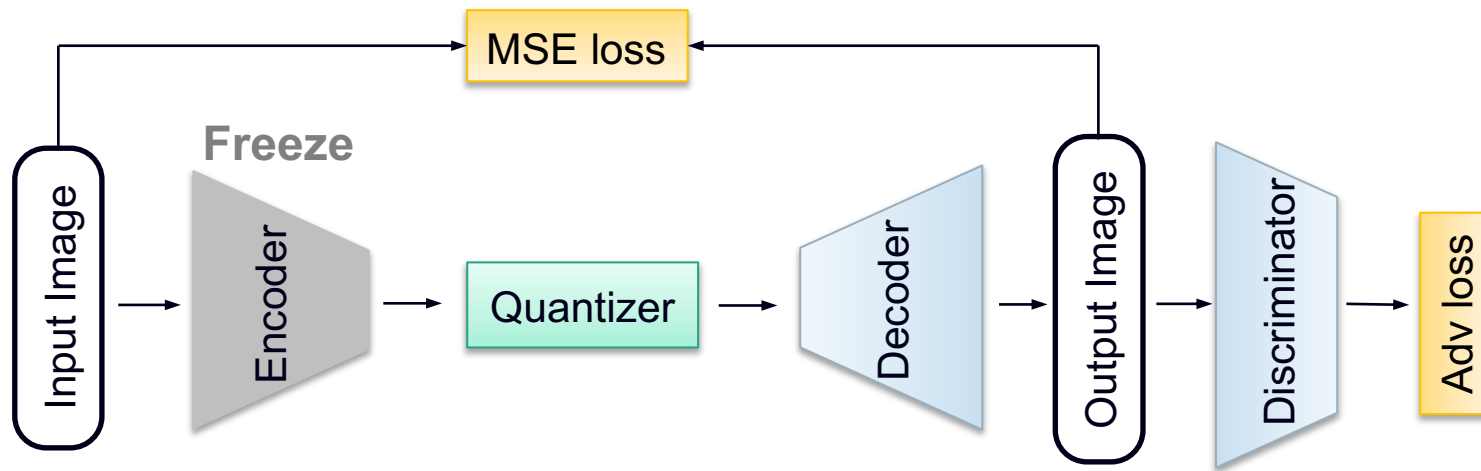 MSE loss
Freeze
Input Image
Encoder
Quantizer
Decoder
Output Image
Discriminator
Adv loss